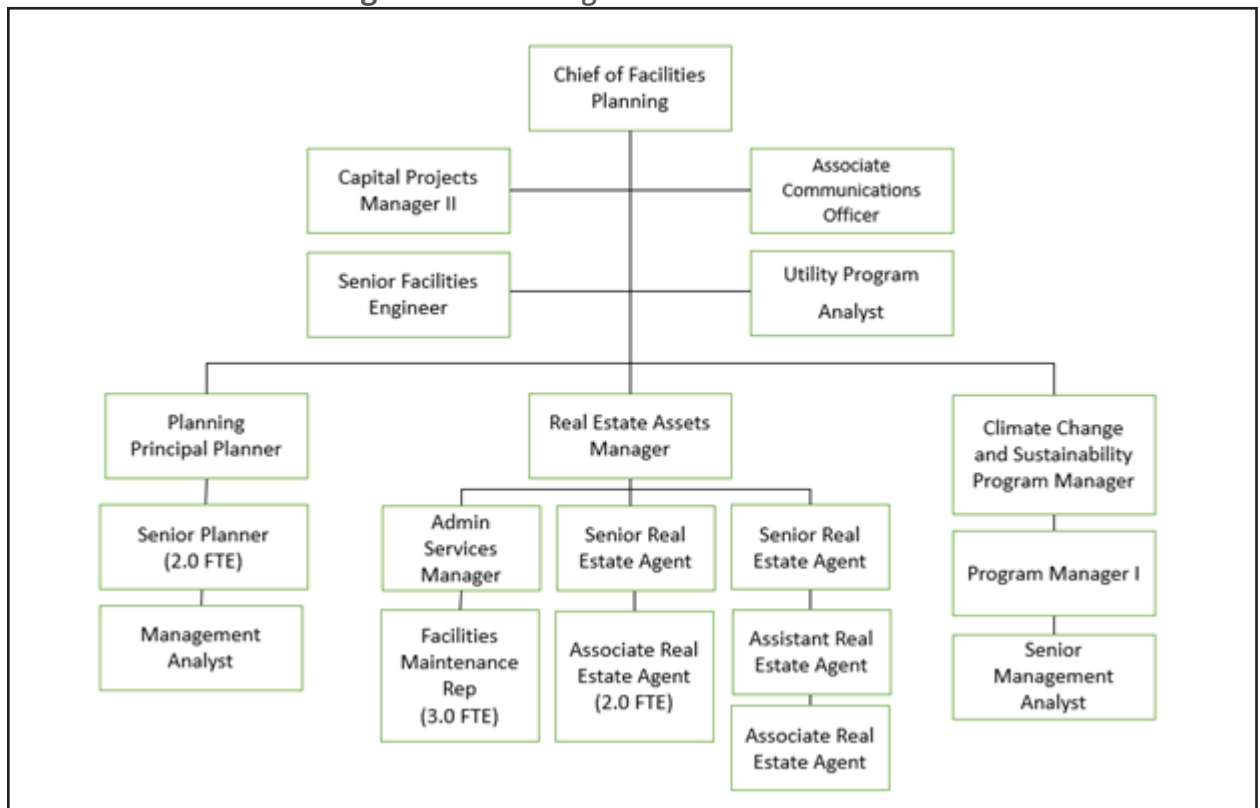 Chief of Facilities
Planning
Capital Projects
Manager II
Associate
Communications
Officer
Senior Facilities
Engineer
Utility Program
Analyst
Planning
Principal Planner
Real Estate Assets
Manager
Climate Change
and Sustainability
Program Manager
Senior Planner
(2.0 FTE)
Admin
Services
Manager
Senior Real
Estate Agent
Senior Real
Estate Agent
Program Manager I
Management
Analyst
Facilities
Maintenance
Rep
(3.0 FTE)
Associate Real
Estate Agent
(2.0 FTE)
Assistant Real
Estate Agent
Senior
Management
Analyst
Associate Real
Estate Agent